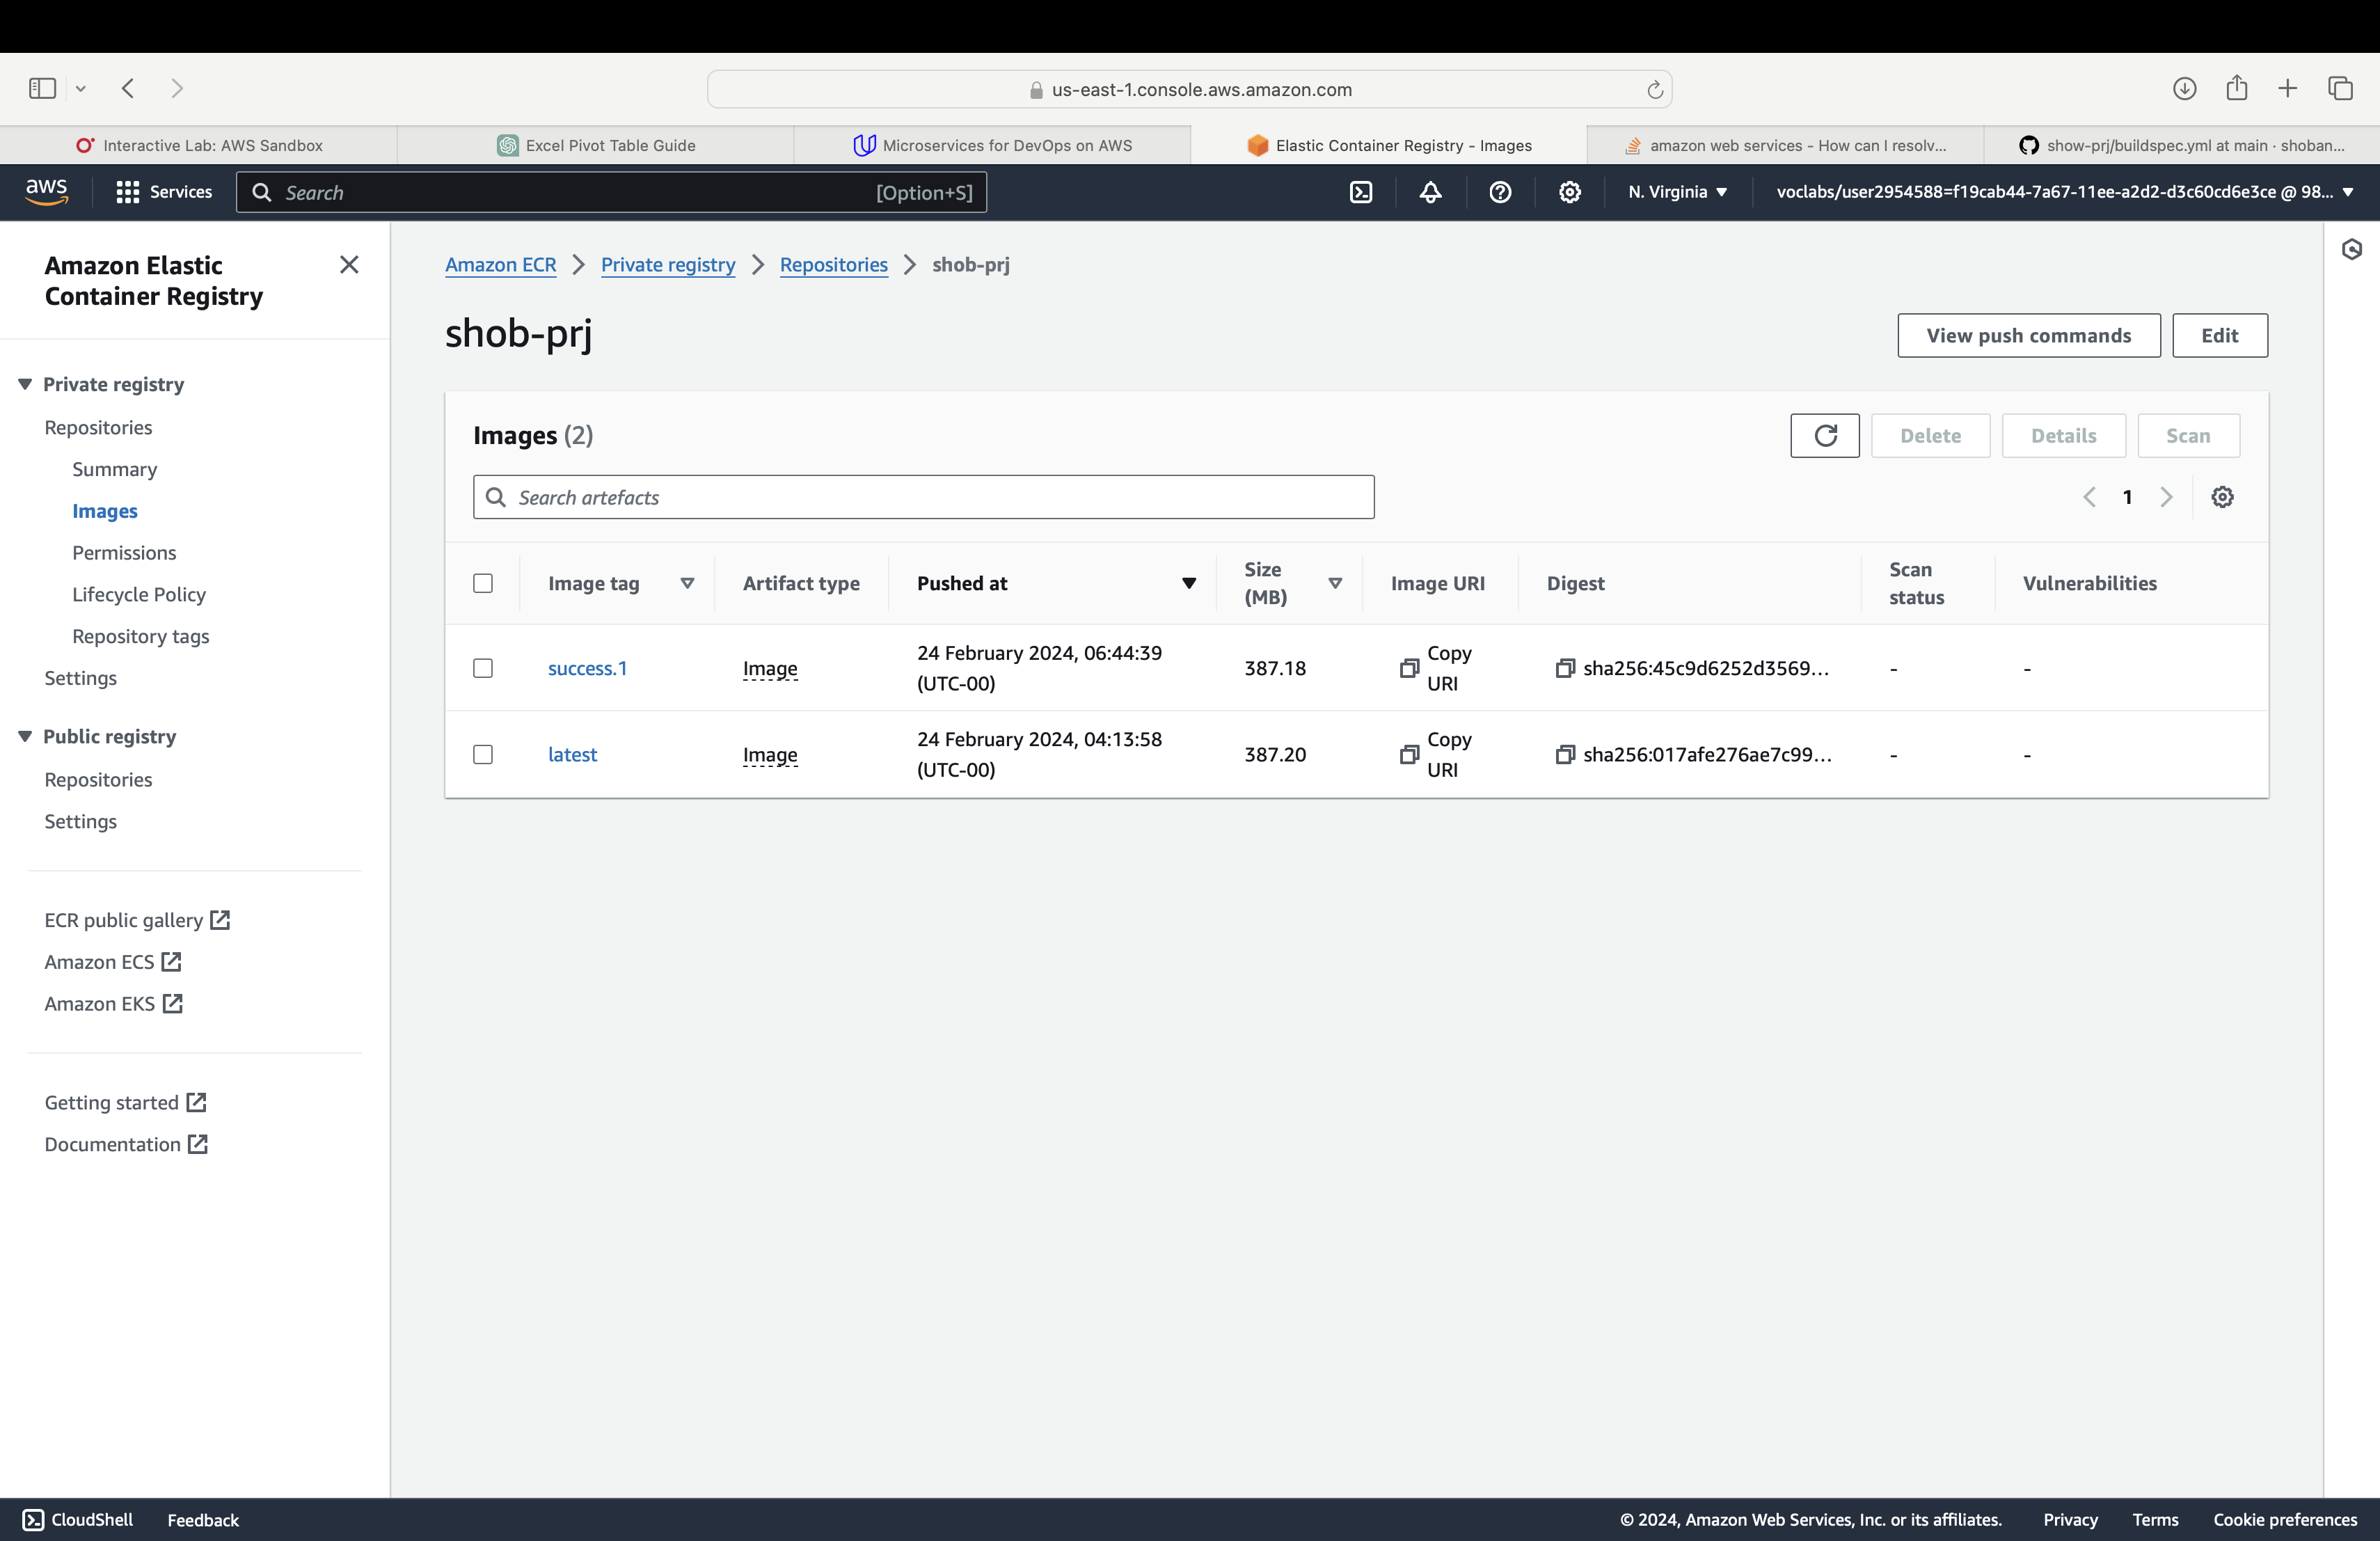 us-east-1.console.aws.amazon.com
Interactive Lab: AWS Sandbox
Excel Pivot Table Guide
Microservices for DevOps on AWS
Elastic Container Registry - Images
amazon web services - How can I resolv...
show-prj/buildspec.yml at main · shoban...
aws
Services
Search
[Option+S]
N. Virginia
voclabs/user2954588=f19cab44-7a67-11ee-a2d2-d3c60cd6e3ce @ 98...
Amazon Elastic
Container Registry
Private registry
Repositories
Summary
Images
Permissions
Lifecycle Policy
Repository tags
Settings
Public registry
Repositories
Settings
ECR public gallery
Amazon ECS
Amazon EKS
Getting started
Documentation
Amazon ECR
Private registry
Repositories
shob-prj
shob-prj
View push commands
Edit
Images (2)
Delete
Details
Scan
Search artefacts
1
Image tag
Artifact type
Pushed at
Size
(MB)
Image URI
Digest
Scan
status
Vulnerabilities
success.1
Image
24 February 2024, 06:44:39
(UTC-00)
387.18
Copy
URI
sha256:45c9d6252d3569...
-
-
latest
Image
24 February 2024, 04:13:58
(UTC-00)
387.20
Copy
URI
sha256:017afe276ae7c99...
-
-
CloudShell
Feedback
© 2024, Amazon Web Services, Inc. or its affiliates.
Privacy
Terms
Cookie preferences